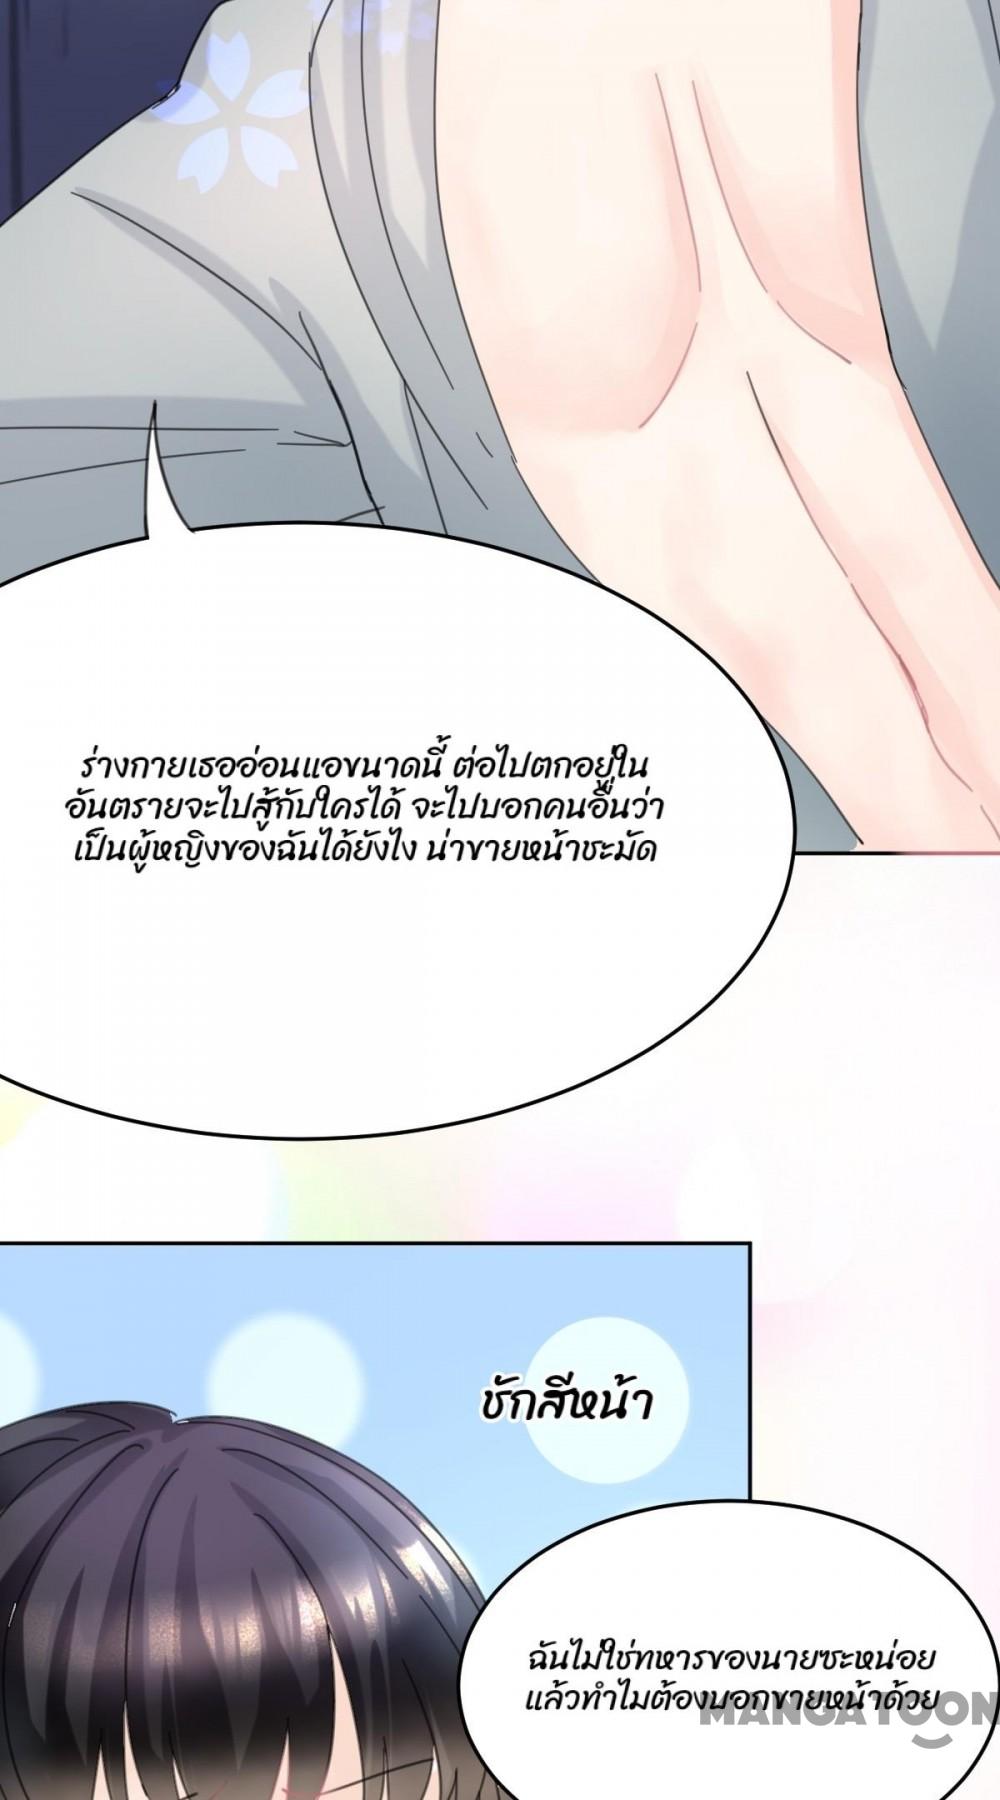 ร่างกายเธออ่อนแอขนาดนี้ ต่อไปตกอยู่ใน
อันตรายจะไปสู้กับใครได้ จะไปบอกคนอื่นว่า
เป็นผู้หญิงของฉันได้ยังไง น่าขายหน้าชะมัด
ชักสีหน้า
ฉันไม่ใช่ทหารของนายซะหน่อย
แล้วทำไมต้องบอกขายหน้าด้วย
MANGATOON